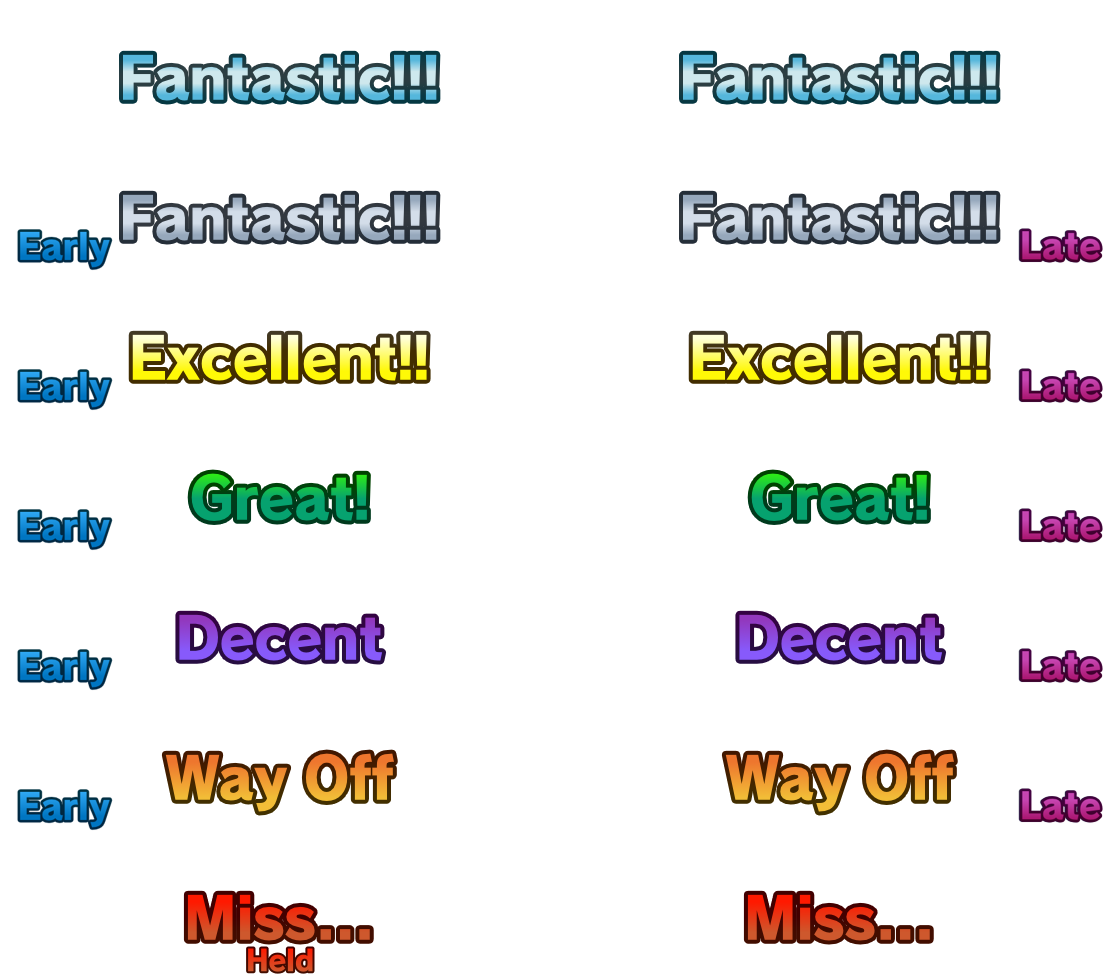 Fantastic!!! Fantastic!!!
Early Fantastic!!! Fantastic!!! Late
Early Excellent!! Excellent!! Late
Early Great! Great! Late
Early Decent Decent Late
Early Way Off Way Off Late
Miss... Miss...
Held